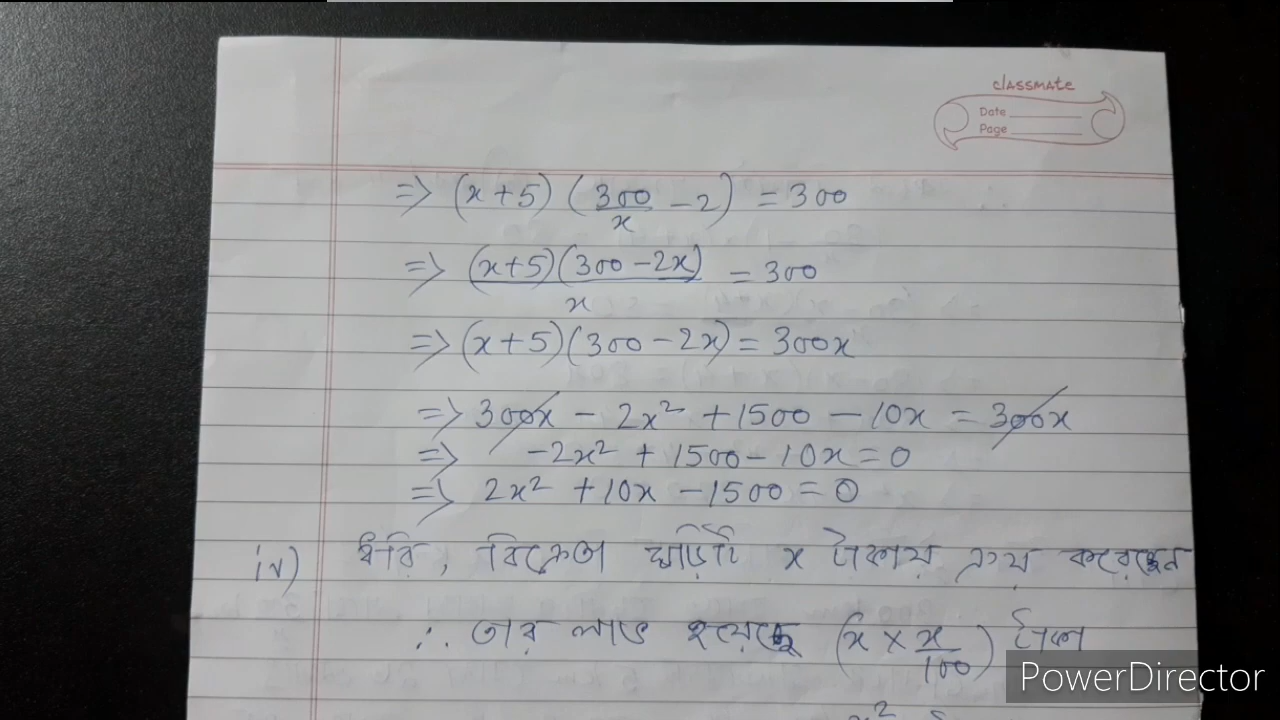 classmate
Date
Page
=> (x+5) (300/x - 2) = 300
=> (x+5)(300-2x)/x = 300
=> (x+5)(300-2x) = 300x
=> 300x - 2x² + 1500 - 10x = 300x
=> -2x² + 1500 - 10x = 0
=> 2x² + 10x - 1500 = 0
iv) ধরি, বিক্রেতা ঘড়িটি x টাকায় ক্রয় করেছেন
∴ তার লাভ হয়েছে (x × x/100) টাকা
PowerDirector